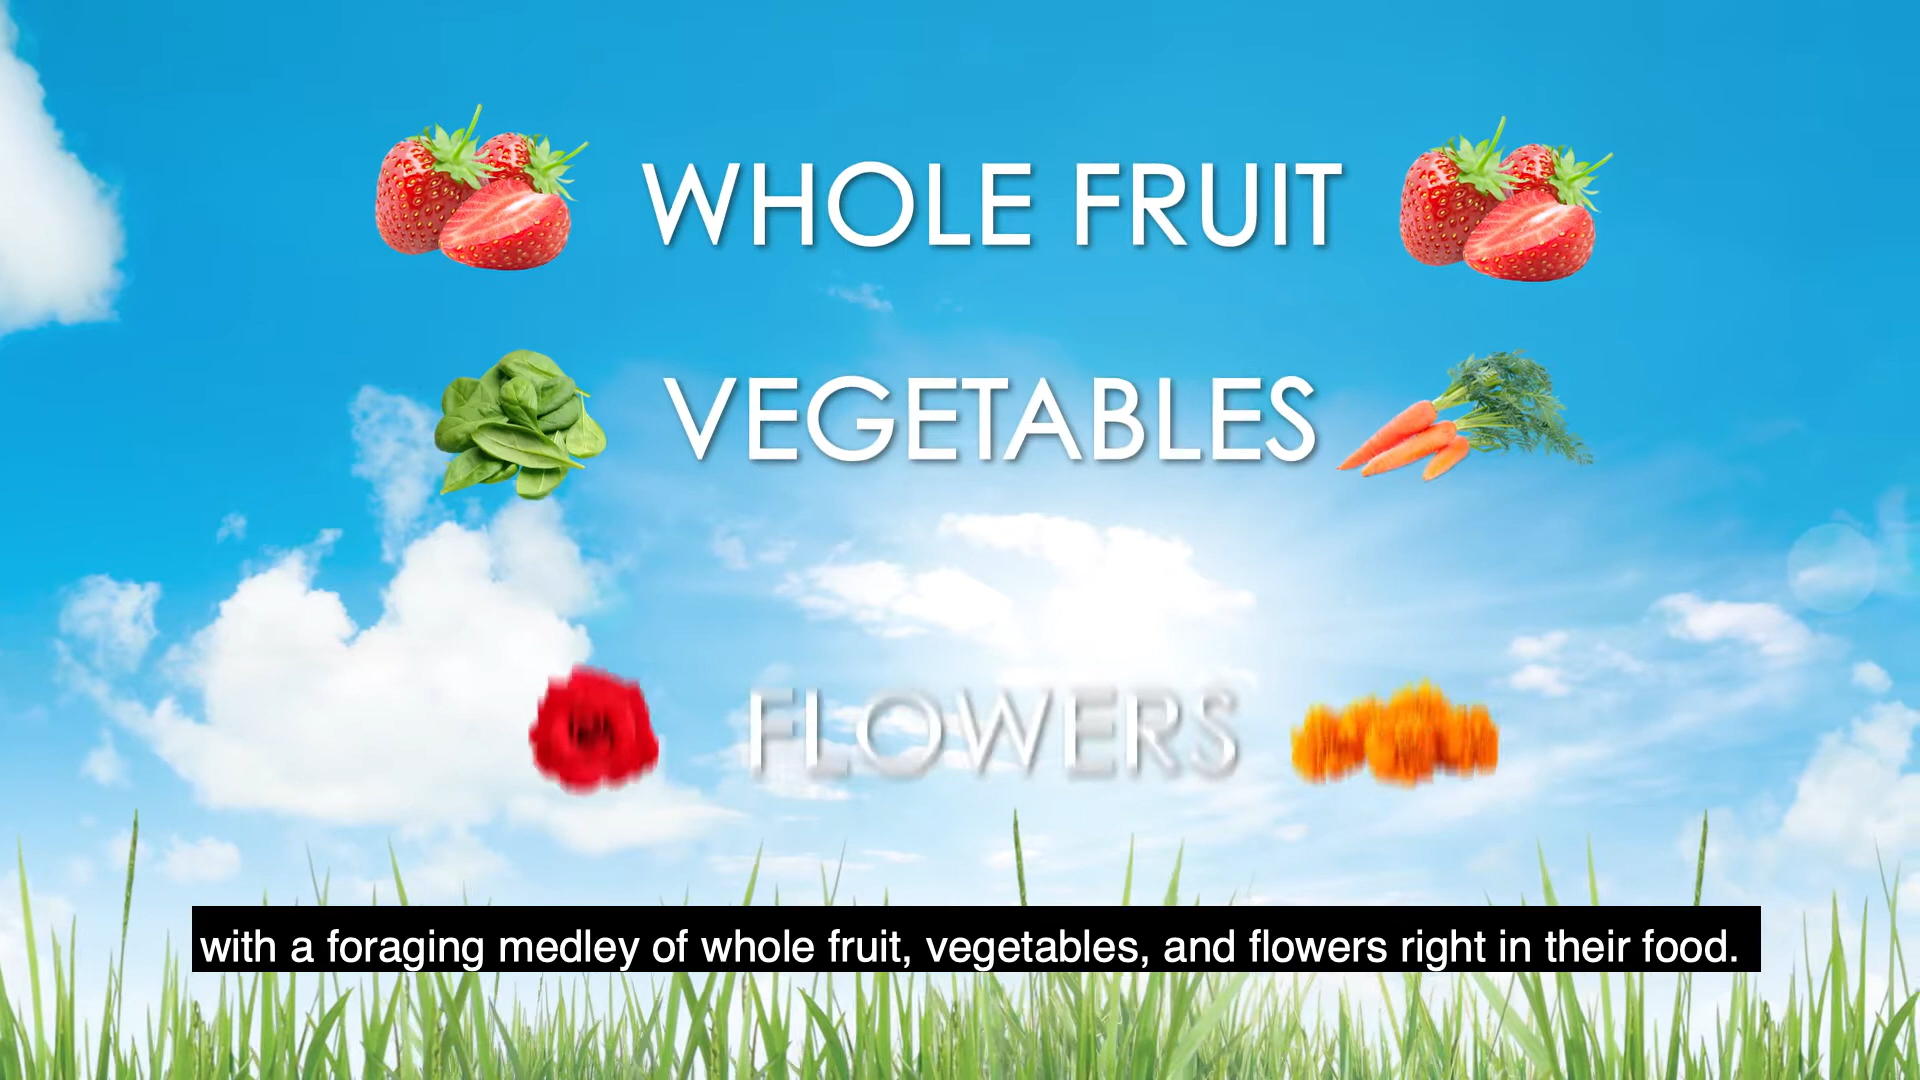 WHOLE FRUIT
VEGETABLES
FLOWERS
with a foraging medley of whole fruit, vegetables, and flowers right in their food.